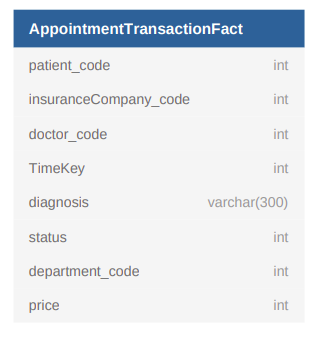 AppointmentTransactionFact
patient_code int
insuranceCompany_code int
doctor_code int
TimeKey int
diagnosis varchar(300)
status int
department_code int
price int